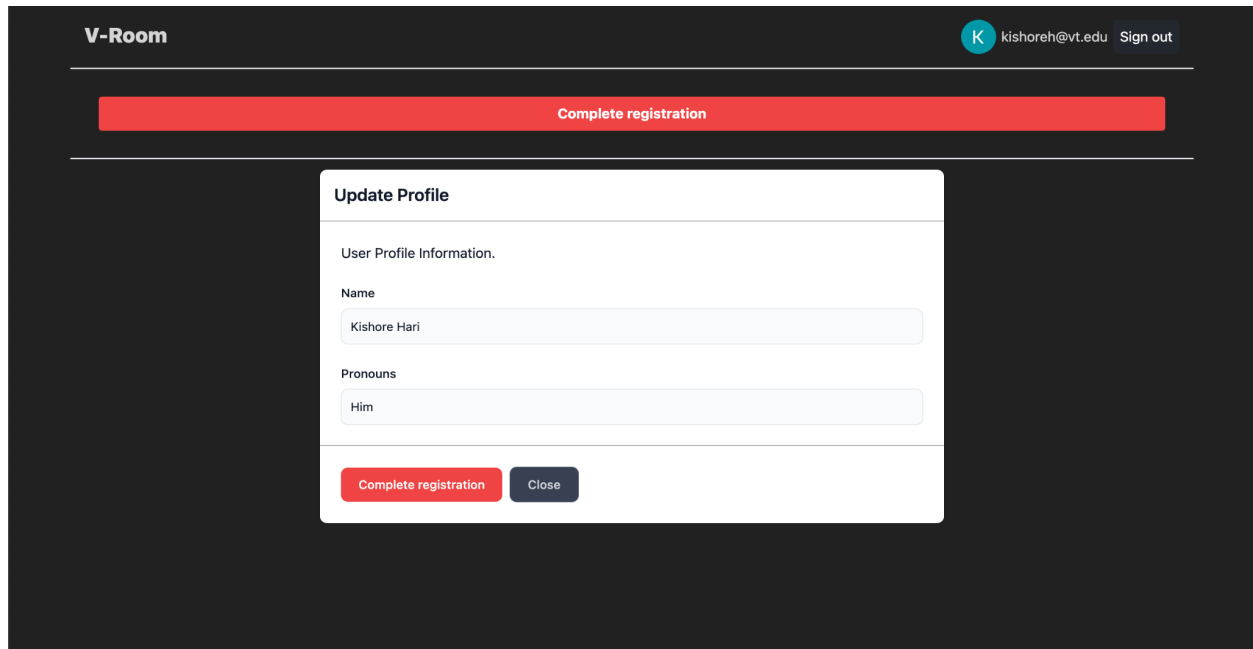 V-Room
K kishoreh@vt.edu Sign out
Complete registration
Update Profile
User Profile Information.
Name
Kishore Hari
Pronouns
Him
Complete registration Close